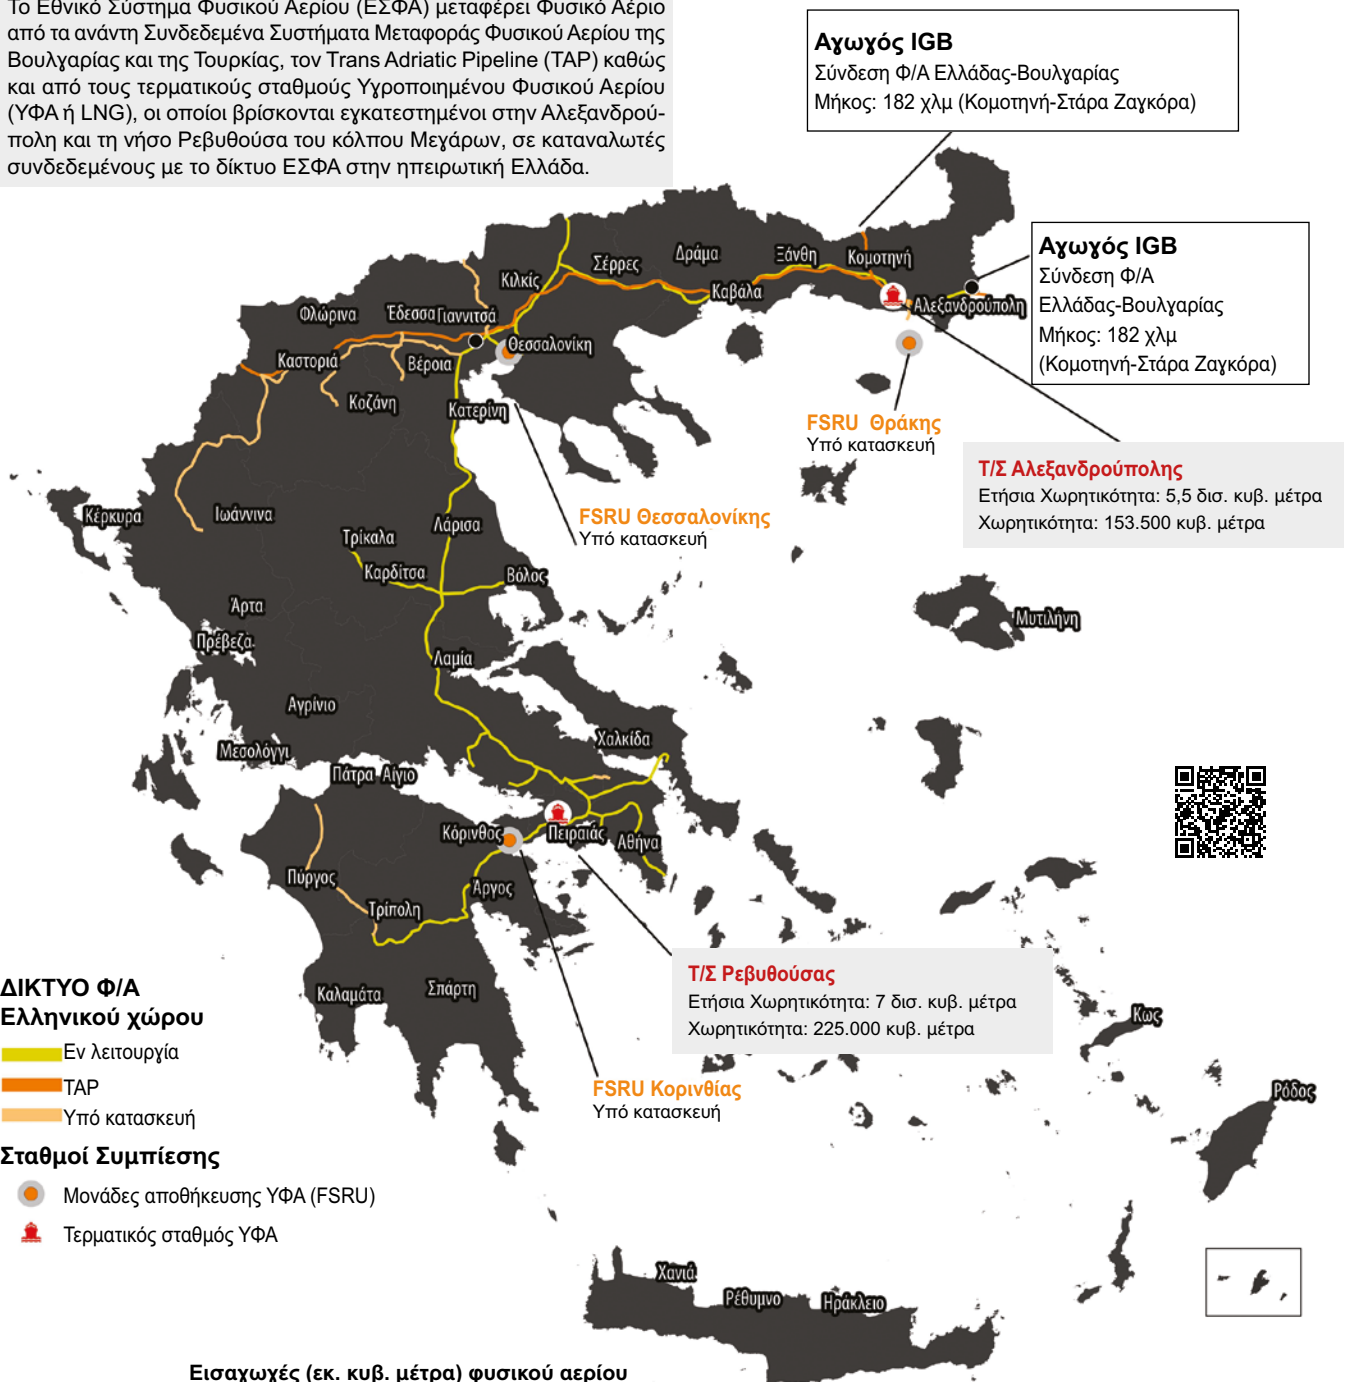 Το Εθνικό Σύστημα Φυσικού Αερίου (ΕΣΦΑ) μεταφέρει Φυσικό Αέριο
από τα ανάντη Συνδεδεμένα Συστήματα Μεταφοράς Φυσικού Αερίου της
Βουλγαρίας και της Τουρκίας, τον Trans Adriatic Pipeline (TAP) καθώς
και από τους τερματικούς σταθμούς Υγροποιημένου Φυσικού Αερίου
(ΥΦΑ ή LNG), οι οποίοι βρίσκονται εγκατεστημένοι στην Αλεξανδρού-
πολη και τη νήσο Ρεβυθούσα του κόλπου Μεγάρων, σε καταναλωτές
συνδεδεμένους με το δίκτυο ΕΣΦΑ στην ηπειρωτική Ελλάδα.
Αγωγός IGB
Σύνδεση Φ/Α Ελλάδας-Βουλγαρίας
Μήκος: 182 χλμ (Κομοτηνή-Στάρα Ζαγκόρα)
Αγωγός IGB
Σύνδεση Φ/Α
Ελλάδας-Βουλγαρίας
Μήκος: 182 χλμ
(Κομοτηνή-Στάρα Ζαγκόρα)
Δράμα
Ξάνθη
Κομοτηνή
Σέρρες
Κιλκίς
Καβάλα
Αλεξανδρούπολη
Φλώρινα
Έδεσσα
Γιαννιτσά
Θεσσαλονίκη
Καστοριά
Βέροια
Κοζάνη
Κατερίνη
FSRU Θράκης
Υπό κατασκευή
Τ/Σ Αλεξανδρούπολης
Ετήσια Χωρητικότητα: 5,5 δισ. κυβ. μέτρα
Χωρητικότητα: 153.500 κυβ. μέτρα
FSRU Θεσσαλονίκης
Υπό κατασκευή
Κέρκυρα
Ιωάννινα
Λάρισα
Τρίκαλα
Καρδίτσα
Βόλος
Άρτα
Μυτιλήνη
Πρέβεζα
Λαμία
Αγρίνιο
Χαλκίδα
Μεσολόγγι
Πάτρα
Αίγιο
Κόρινθος
Πειραιάς
Αθήνα
Πύργος
Άργος
Τρίπολη
Τ/Σ Ρεβυθούσας
Ετήσια Χωρητικότητα: 7 δισ. κυβ. μέτρα
Χωρητικότητα: 225.000 κυβ. μέτρα
Καλαμάτα
Σπάρτη
Κως
Ρόδος
FSRU Κορινθίας
Υπό κατασκευή
ΔΙΚΤΥΟ Φ/Α
Ελληνικού χώρου
Εν λειτουργία
TAP
Υπό κατασκευή
Σταθμοί Συμπίεσης
Μονάδες αποθήκευσης ΥΦΑ (FSRU)
Τερματικός σταθμός ΥΦΑ
Χανιά
Ρέθυμνο
Ηράκλειο
Εισαγωγές (εκ. κυβ. μέτρα) φυσικού αερίου